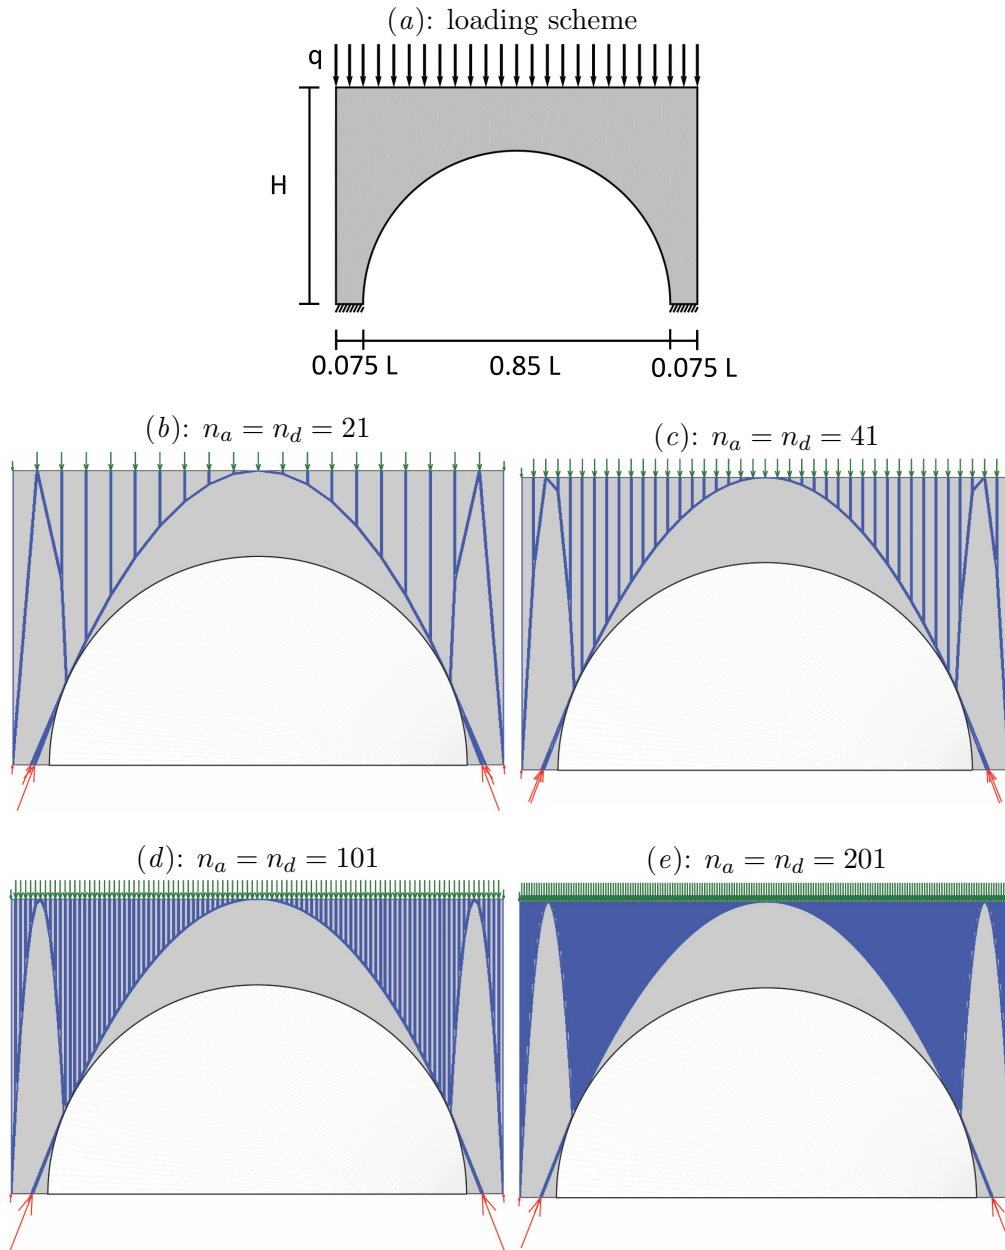 (a): loading scheme
q
H
0.075 L 0.85 L 0.075 L
(b): n_a = n_d = 21
(c): n_a = n_d = 41
(d): n_a = n_d = 101
(e): n_a = n_d = 201